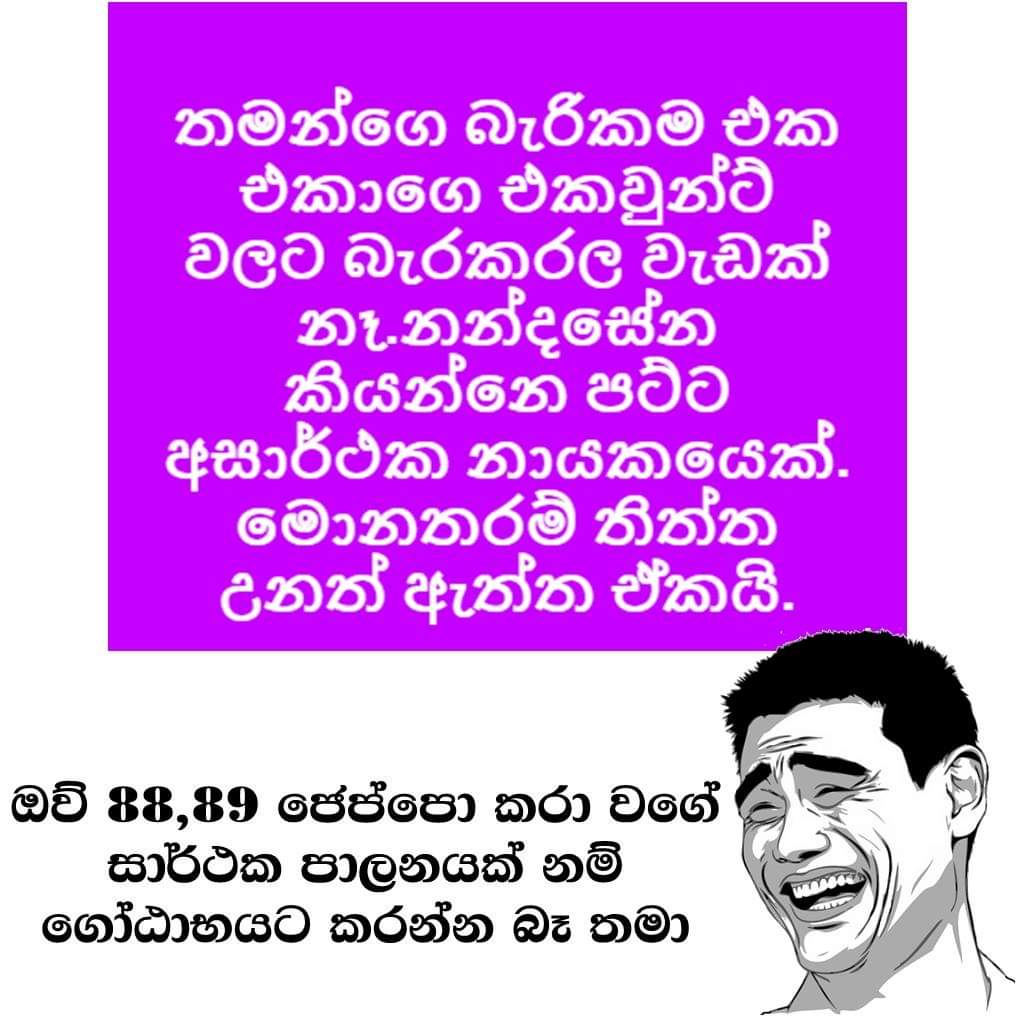 තමන්ගෙ බැරිකම එක
එකාගෙ එකවුන්ට්
වලට බැරකරල වැඩක්
නෑ.නන්දසේන
කියන්නෙ පට්ට
අසාර්ථක නායකයෙක්.
මොනතරම් තිත්ත
උනත් ඇත්ත ඒකයි.
ඔව් 88,89 ජෙප්පො කරා වගේ
සාර්ථක පාලනයක් නම්
ගෝඨාභයට කරන්න බෑ තමා